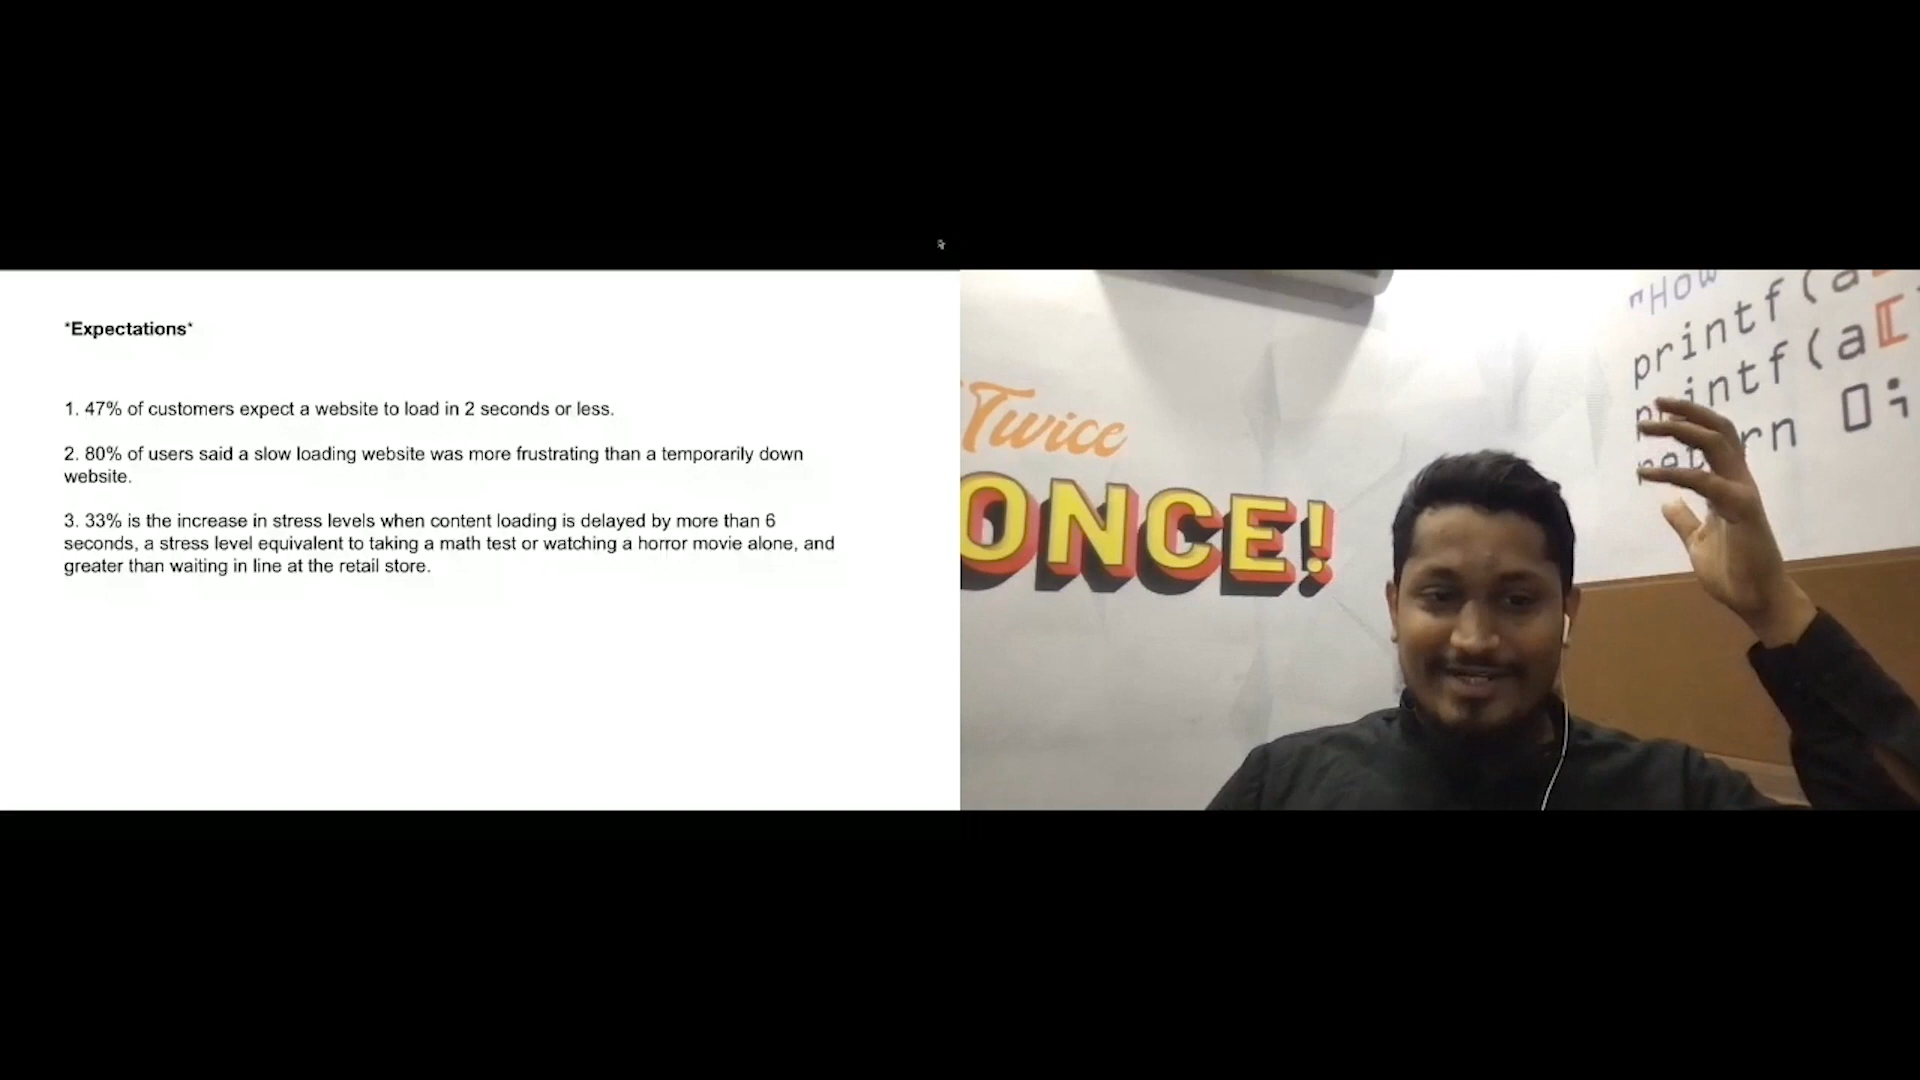 *Expectations*
1. 47% of customers expect a website to load in 2 seconds or less.
2. 80% of users said a slow loading website was more frustrating than a temporarily down
website.
3. 33% is the increase in stress levels when content loading is delayed by more than 6
seconds, a stress level equivalent to taking a math test or watching a horror movie alone, and
greater than waiting in line at the retail store.
Twice
ONCE!
"How
printf(a[
printf(a[
return 0;